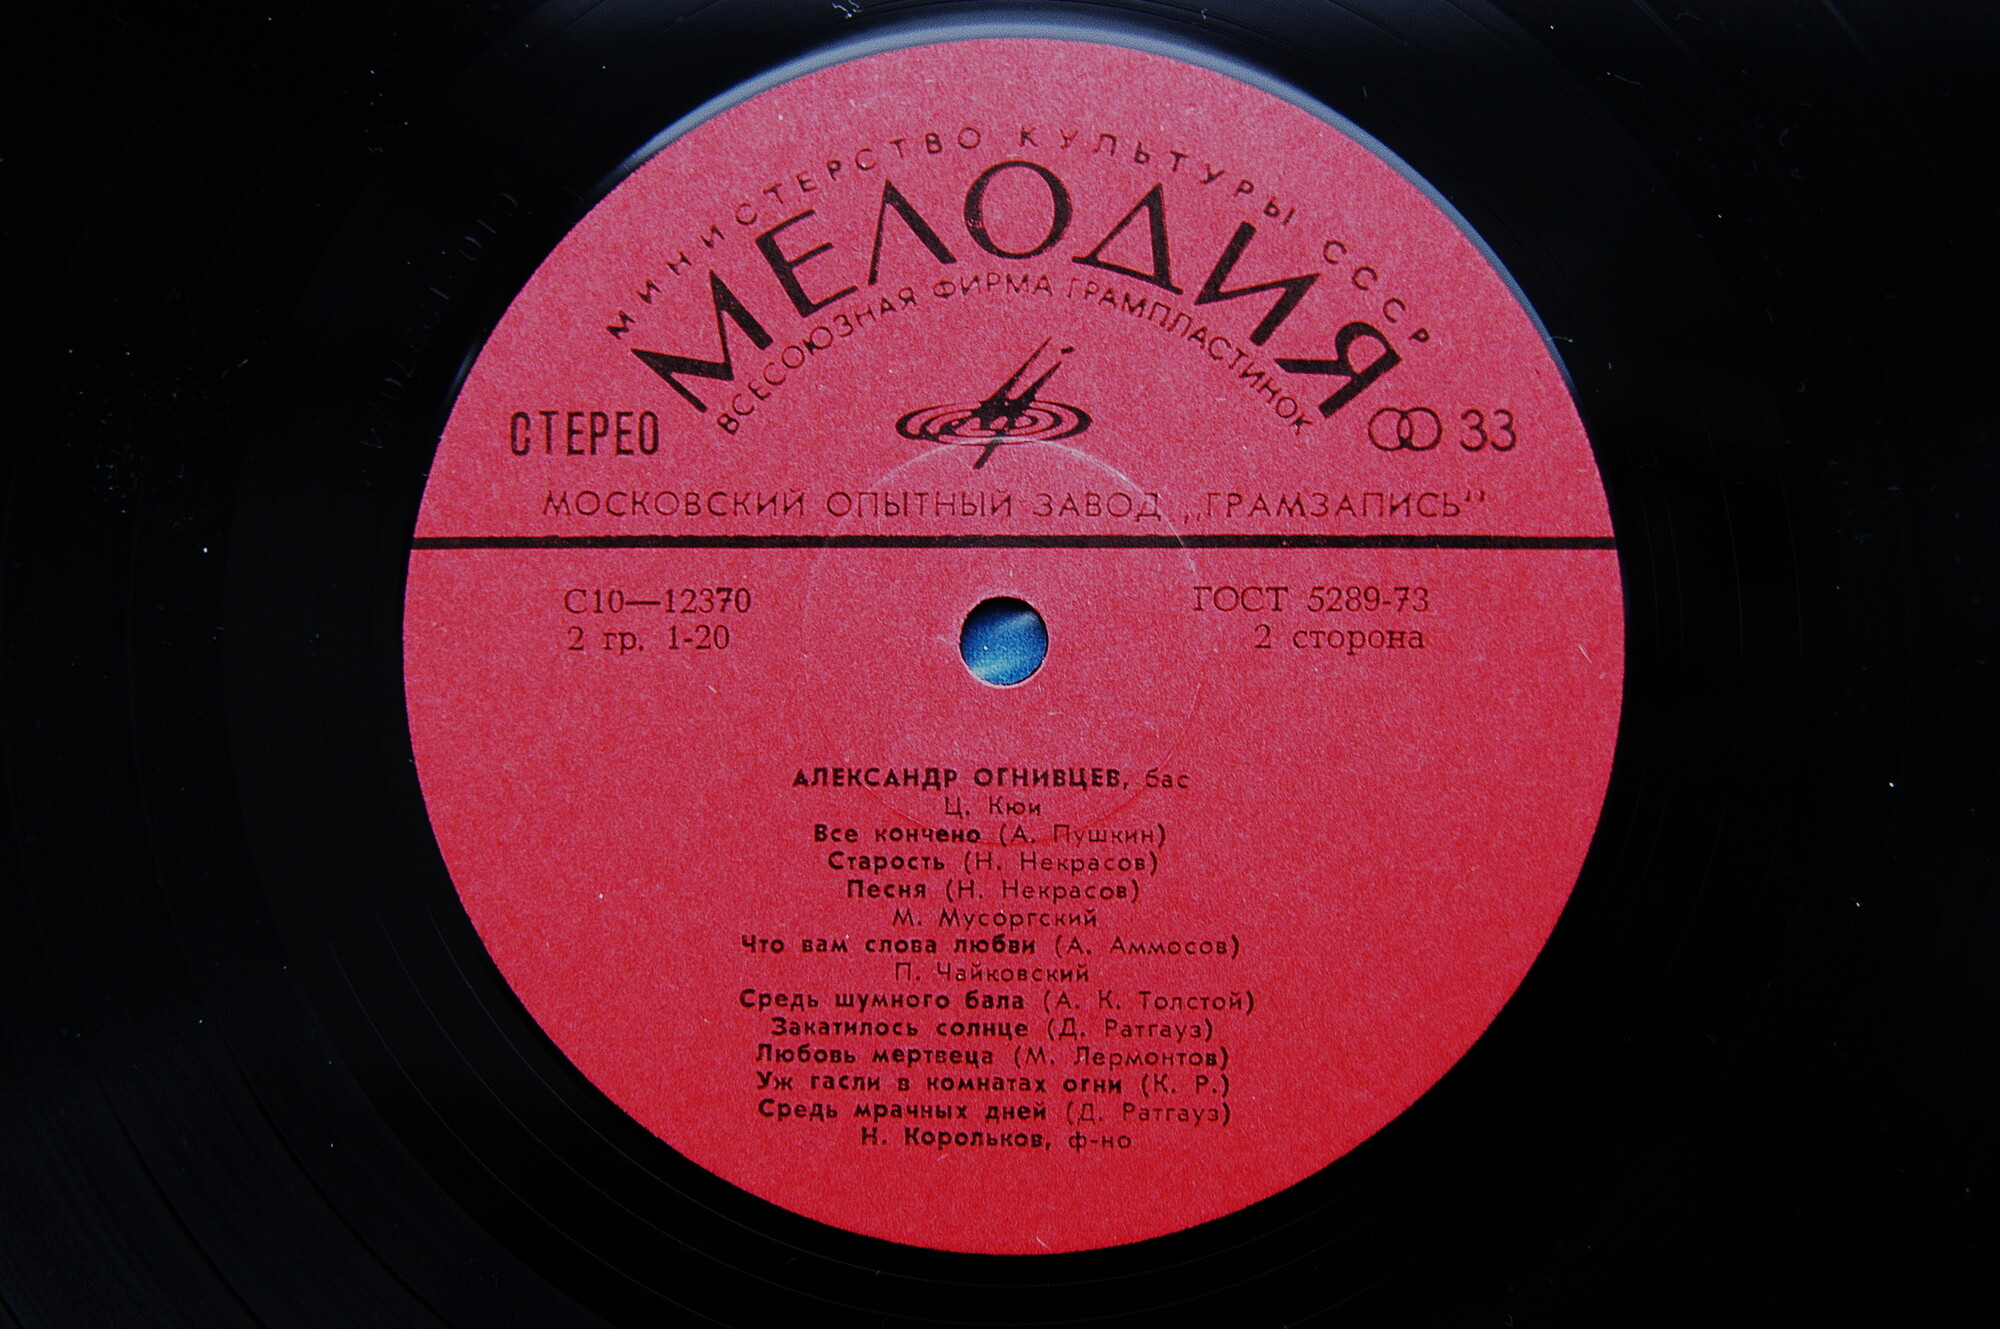 МИНИСТЕРСТВО КУЛЬТУРЫ СССР
МЕЛОДИЯ
ВСЕСОЮЗНАЯ ФИРМА ГРАМПЛАСТИНОК
СТЕРЕО
33
МОСКОВСКИЙ ОПЫТНЫЙ ЗАВОД „ГРАМЗАПИСЬ"
С10—12370
ГОСТ 5289-73
2 гр. 1-20
2 сторона
АЛЕКСАНДР ОГНИВЦЕВ, бас
Ц. Кюи
Все кончено (А. Пушкин)
Старость (Н. Некрасов)
Песня (Н. Некрасов)
М. Мусоргский
Что вам слова любви (А. Аммосов)
П. Чайковский
Средь шумного бала (А. К. Толстой)
Закатилось солнце (Д. Ратгауз)
Любовь мертвеца (М. Лермонтов)
Уж гасли в комнатах огни (К. Р.)
Средь мрачных дней (Д. Ратгауз)
Н. Корольков, ф-но